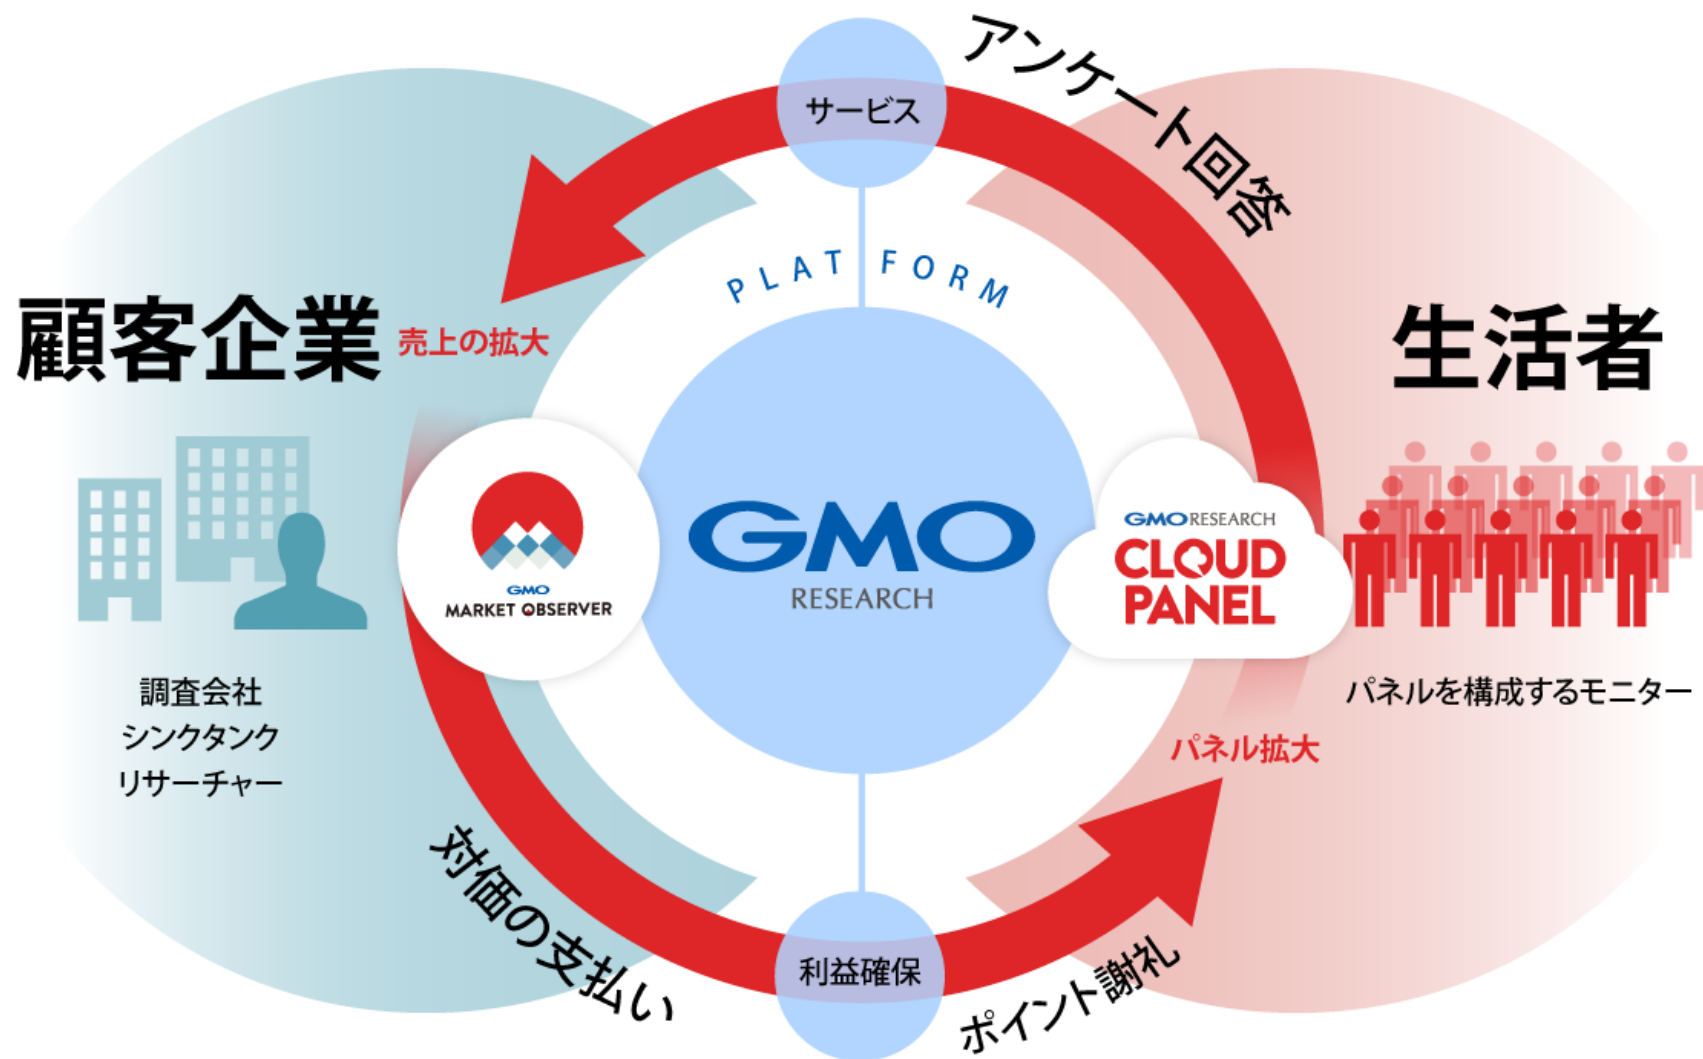 アンケート回答
サービス
PLATFORM
顧客企業
売上の拡大
生活者
GMO
RESEARCH
GMO
MARKET OBSERVER
GMO RESEARCH
CLOUD
PANEL
調査会社
シンクタンク
リサーチャー
パネルを構成するモニター
パネル拡大
対価の支払い
利益確保
ポイント謝礼